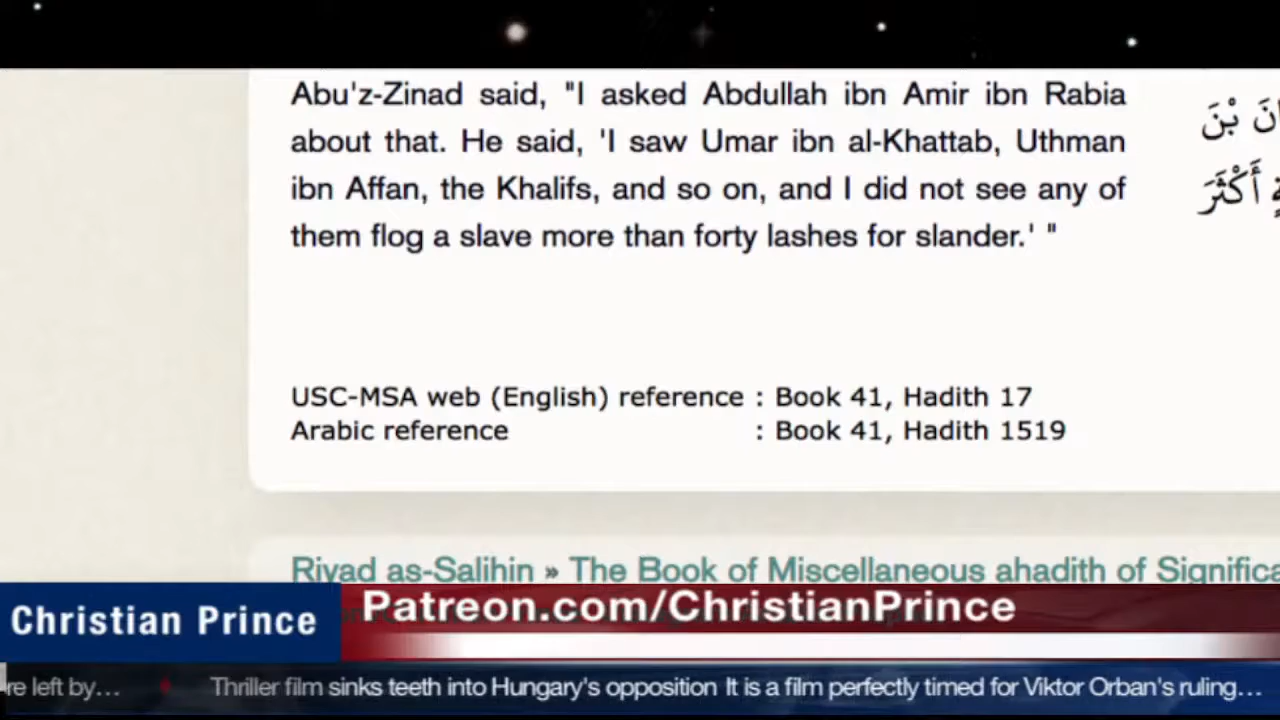 Abu'z-Zinad said, "I asked Abdullah ibn Amir ibn Rabia
about that. He said, 'I saw Umar ibn al-Khattab, Uthman
ibn Affan, the Khalifs, and so on, and I did not see any of
them flog a slave more than forty lashes for slander.' "
انَ بْنَ
أَكْثَرَ
USC-MSA web (English) reference : Book 41, Hadith 17
Arabic reference : Book 41, Hadith 1519
Riyad as-Salihin » The Book of Miscellaneous ahadith of Significa
Christian Prince
Patreon.com/ChristianPrince
re left by… Thriller film sinks teeth into Hungary's opposition It is a film perfectly timed for Viktor Orban's ruling…